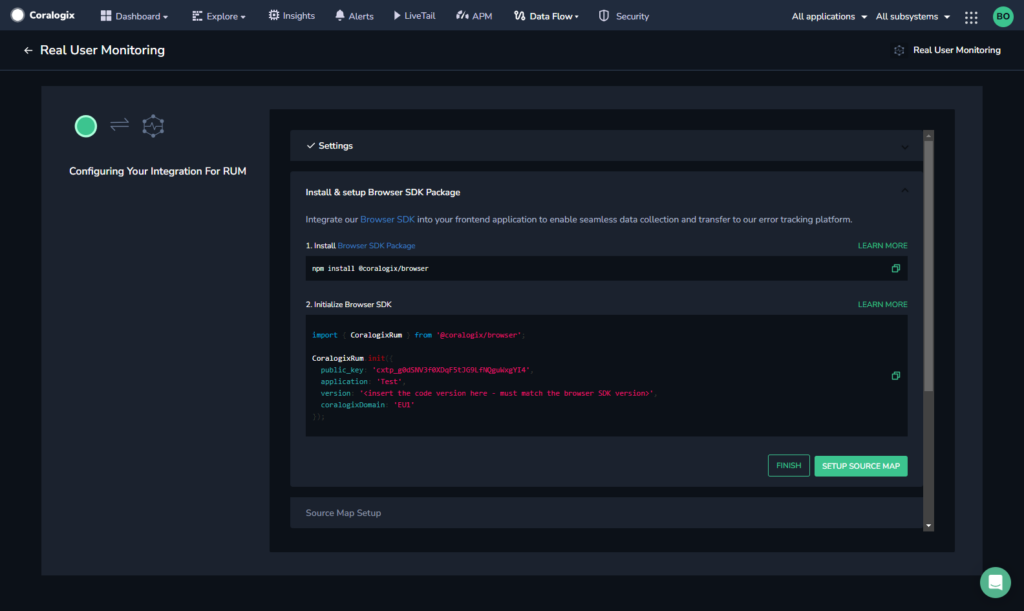 Coralogix Dashboard Explore Insights Alerts LiveTail APM Data Flow Security All applications All subsystems BO
Real User Monitoring Real User Monitoring
Configuring Your Integration For RUM
Settings
Install & setup Browser SDK Package
Integrate our Browser SDK into your frontend application to enable seamless data collection and transfer to our error tracking platform.
1. Install Browser SDK Package LEARN MORE
npm install @coralogix/browser
2. Initialize Browser SDK LEARN MORE
import { CoralogixRum } from '@coralogix/browser';
CoralogixRum.init({
public_key: '
application: 'Test',
version: '<insert the code version here - must match the browser SDK version>',
coralogixDomain: 'EU1'
});
FINISH SETUP SOURCE MAP
Source Map Setup